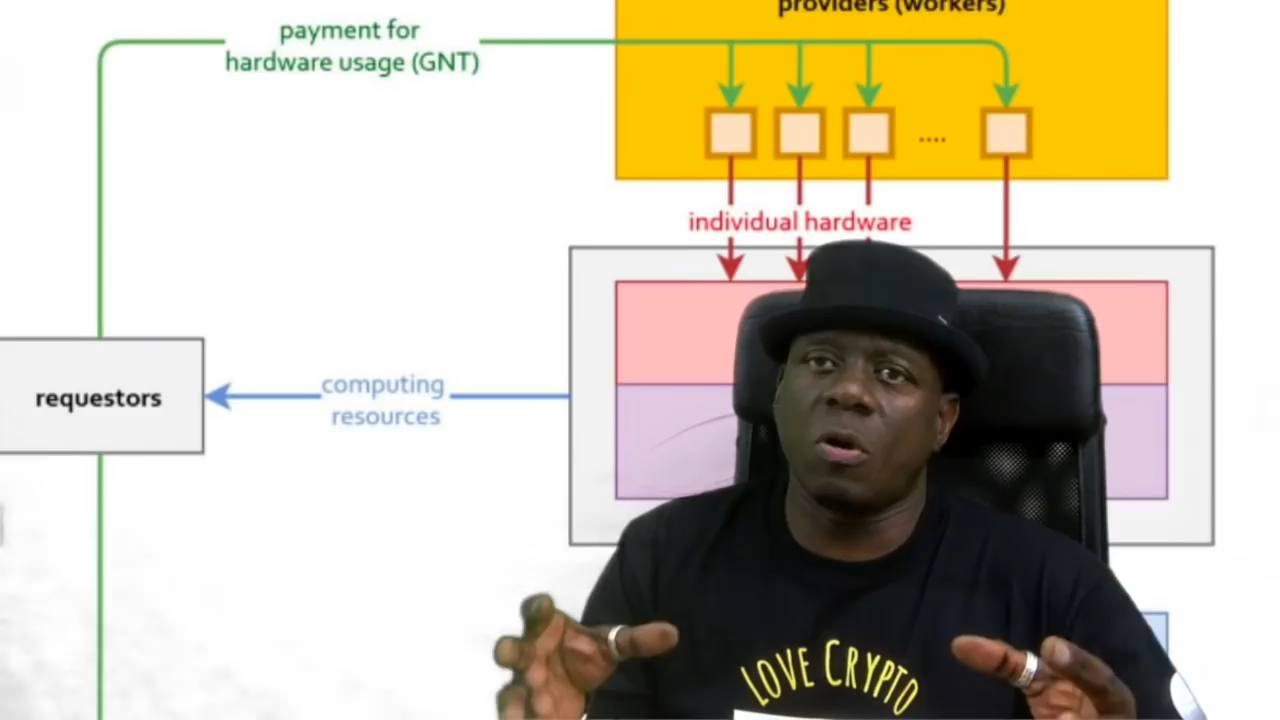 providers (workers)
payment for
hardware usage (GNT)
....
individual hardware
requestors
computing
resources
LOVE CRYPTO